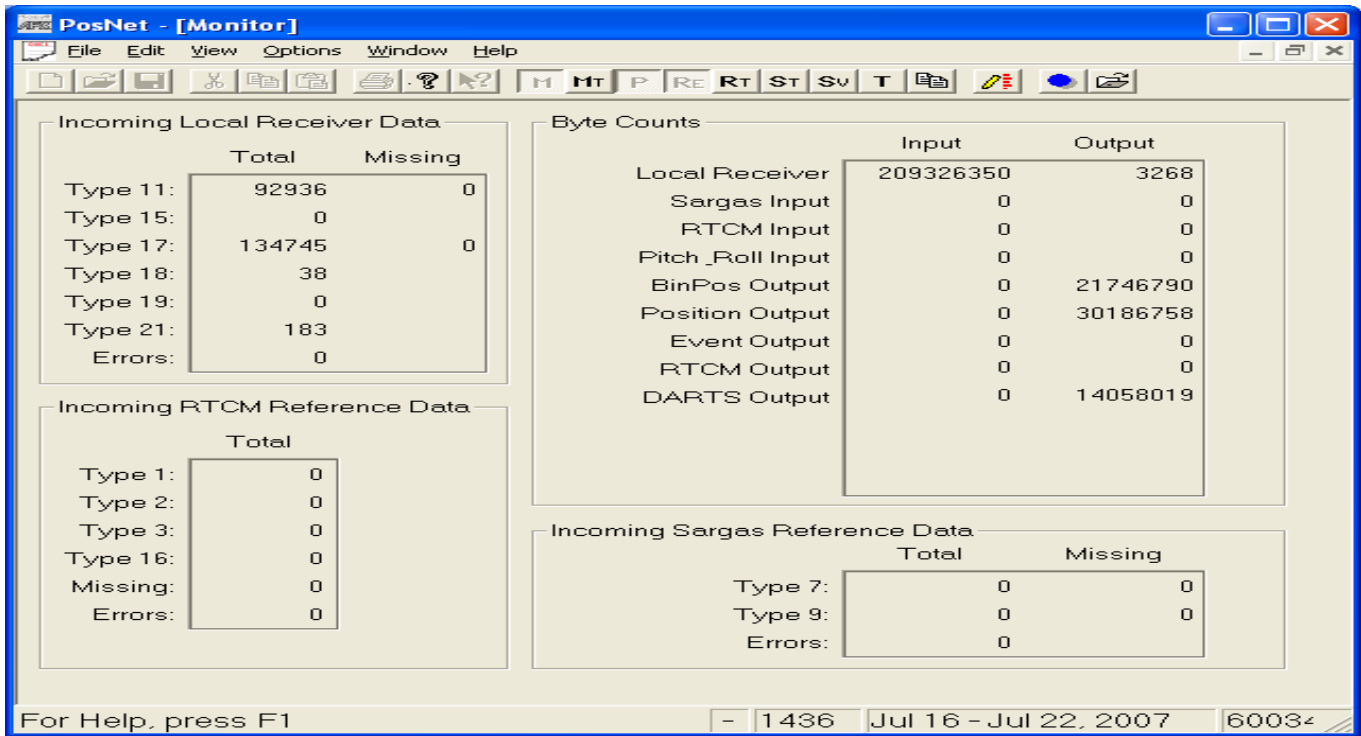 PosNet - [Monitor]
File Edit View Options Window Help
M MT P RE RT ST SV T
Incoming Local Receiver Data
Total Missing
Type 11: 92936 0
Type 15: 0
Type 17: 134745 0
Type 18: 38
Type 19: 0
Type 21: 183
Errors: 0
Incoming RTCM Reference Data
Total
Type 1: 0
Type 2: 0
Type 3: 0
Type 16: 0
Missing: 0
Errors: 0
Byte Counts
Input Output
Local Receiver 209326350 3268
Sargas Input 0 0
RTCM Input 0 0
Pitch_Roll Input 0 0
BinPos Output 0 21746790
Position Output 0 30186758
Event Output 0 0
RTCM Output 0 0
DARTS Output 0 14058019
Incoming Sargas Reference Data
Total Missing
Type 7: 0 0
Type 9: 0 0
Errors: 0
For Help, press F1 - 1436 Jul 16 - Jul 22, 2007